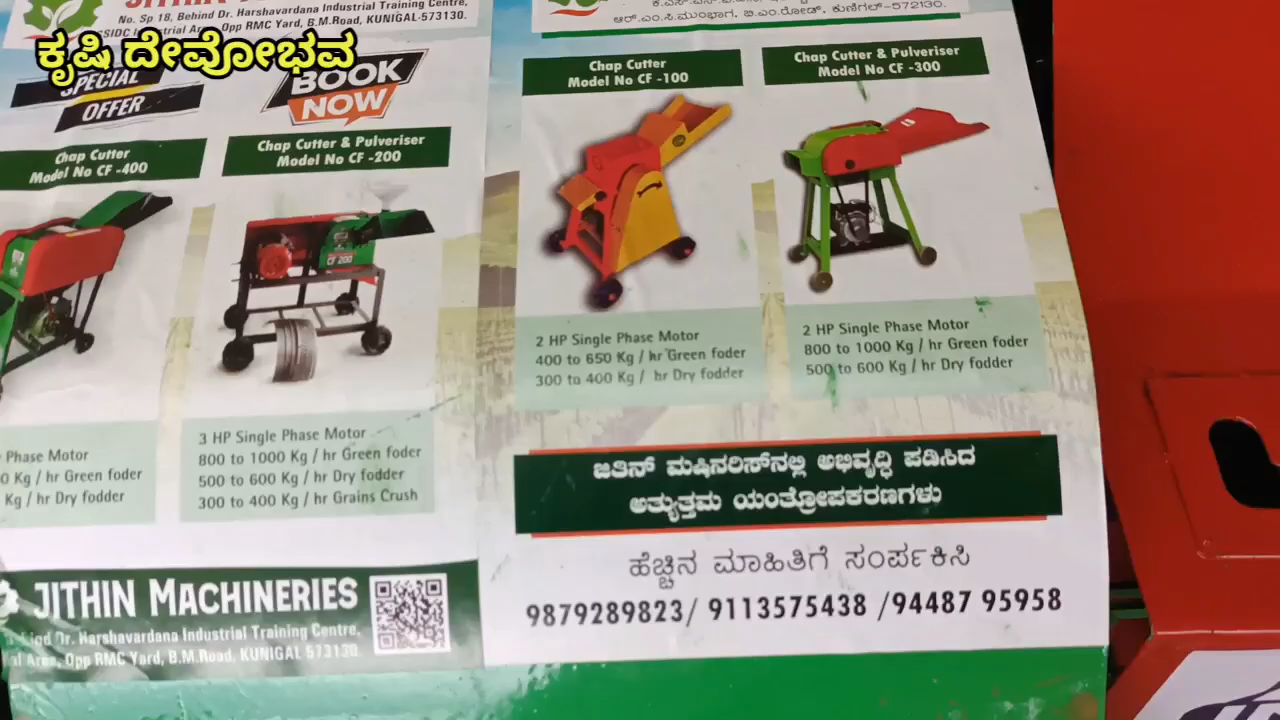 No. Sp 18, Behind Dr. Harshavardana Industrial Training Centre,
Opp RMC Yard, B.M.Road, KUNIGAL-573130.
ಕೃಷಿ ದೇವೋಭವ
SPECIAL
OFFER
BOOK
NOW
Chap Cutter
Model No CF -400
Chap Cutter & Pulveriser
Model No CF -200
CF 200
Phase Motor
Kg / hr Green foder
Kg / hr Dry fodder
3 HP Single Phase Motor
800 to 1000 Kg / hr Green foder
500 to 600 Kg / hr Dry fodder
300 to 400 Kg / hr Grains Crush
JITHIN MACHINERIES
Dr. Harshavardana Industrial Training Centre,
Area, Opp RMC Yard, B.M.Road, KUNIGAL 573130
ಆರ್.ಎಂ.ಸಿ.ಮುಂಭಾಗ, ಬಿ.ಎಂ.ರೋಡ್, ಕುಣಿಗಲ್-572130.
Chap Cutter
Model No CF -100
Chap Cutter & Pulveriser
Model No CF -300
2 HP Single Phase Motor
400 to 650 Kg / hr Green foder
300 to 400 Kg / hr Dry fodder
2 HP Single Phase Motor
800 to 1000 Kg / hr Green foder
500 to 600 Kg / hr Dry fodder
ಜಿತಿನ್ ಮಷಿನರಿಸ್‌ನಲ್ಲಿ ಅಭಿವೃದ್ಧಿ ಪಡಿಸಿದ
ಅತ್ಯುತ್ತಮ ಯಂತ್ರೋಪಕರಣಗಳು
ಹೆಚ್ಚಿನ ಮಾಹಿತಿಗೆ ಸಂರ್ಪಕಿಸಿ
9879289823/ 9113575438 /94487 95958